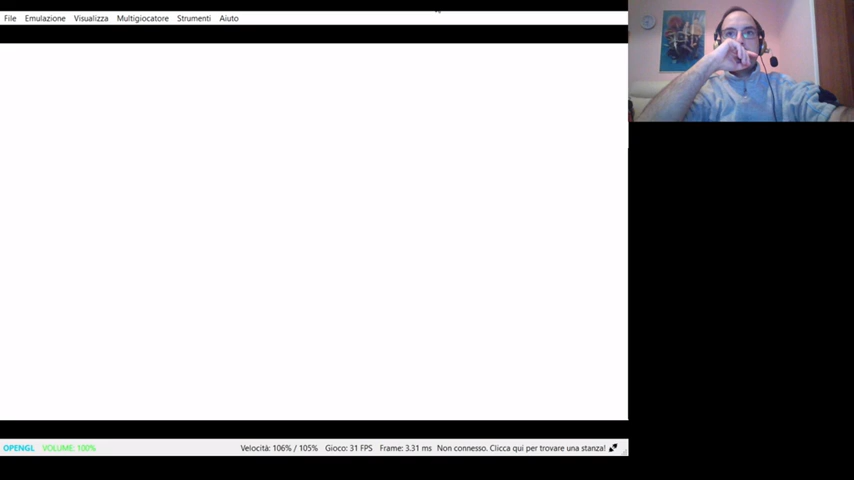 File Emulazione Visualizza Multigiocatore Strumenti Aiuto
OPENGL VOLUME: 100% Velocità: 106% / 105% Gioco: 31 FPS Frame: 3.31 ms Non connesso. Clicca qui per trovare una stanza!